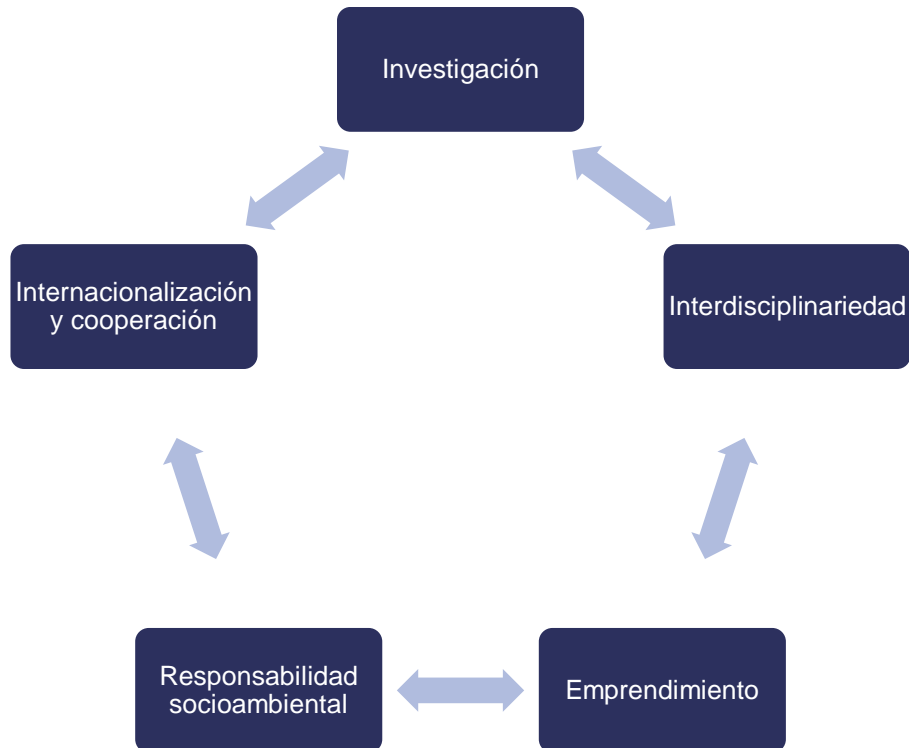 Investigación
Internacionalización
y cooperación
Interdisciplinariedad
Responsabilidad
socioambiental
Emprendimiento